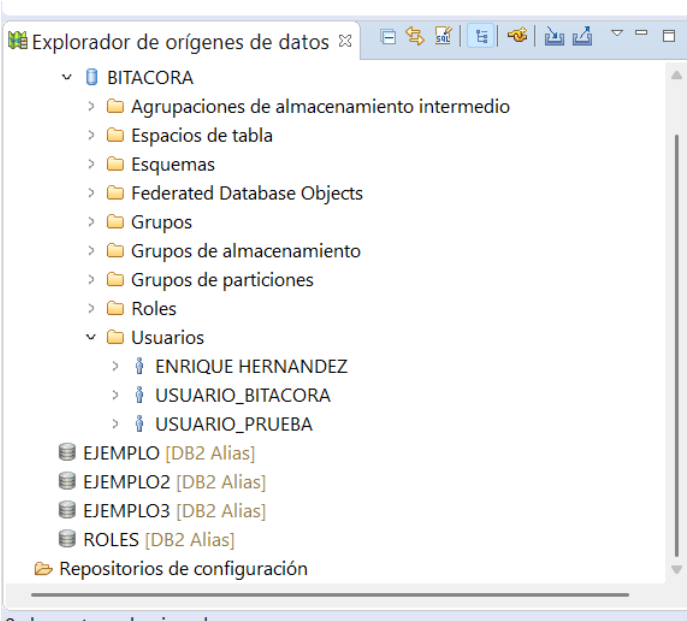 Explorador de orígenes de datos
BITACORA
Agrupaciones de almacenamiento intermedio
Espacios de tabla
Esquemas
Federated Database Objects
Grupos
Grupos de almacenamiento
Grupos de particiones
Roles
Usuarios
ENRIQUE HERNANDEZ
USUARIO_BITACORA
USUARIO_PRUEBA
EJEMPLO [DB2 Alias]
EJEMPLO2 [DB2 Alias]
EJEMPLO3 [DB2 Alias]
ROLES [DB2 Alias]
Repositorios de configuración